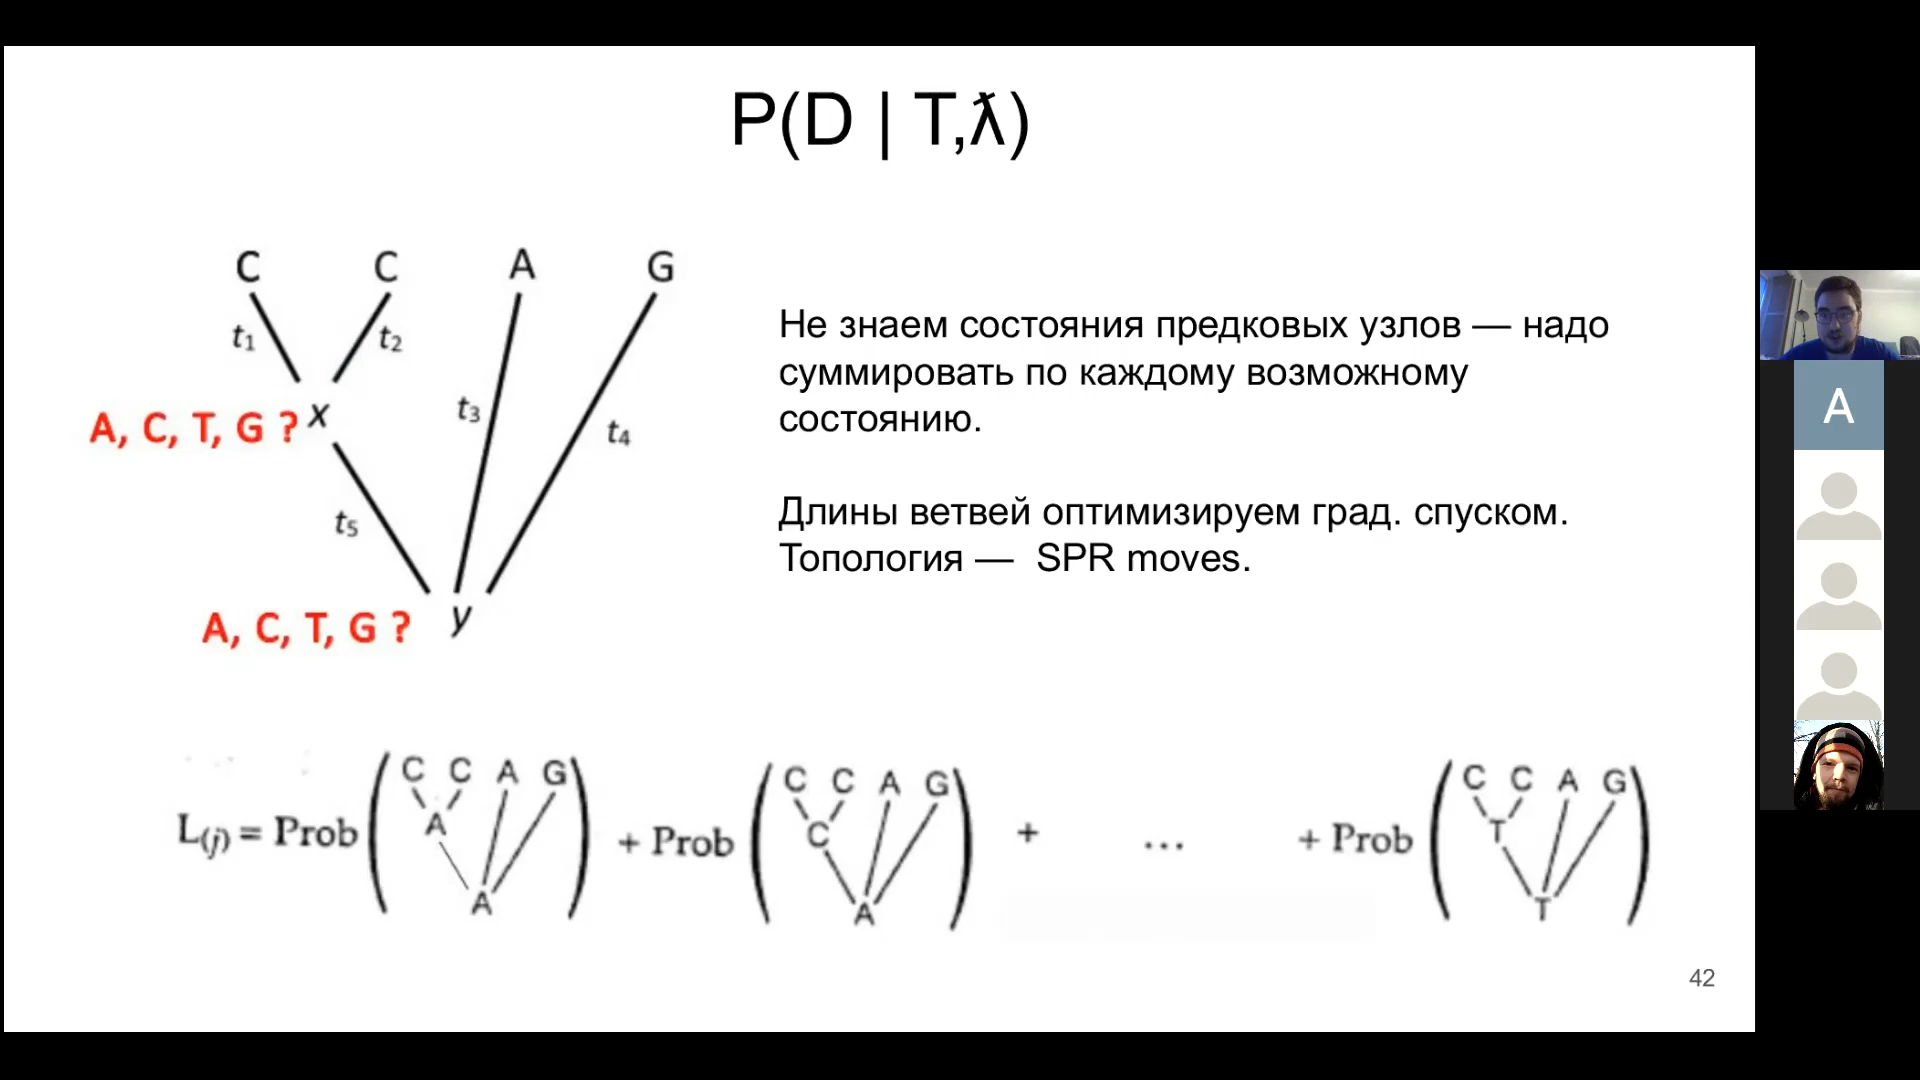 P(D | T,ƛ)
C C A G
t₁ t₂
A, C, T, G ? x
t₃ t₄
t₅
A, C, T, G ? y
Не знаем состояния предковых узлов — надо
суммировать по каждому возможному
состоянию.
Длины ветвей оптимизируем град. спуском.
Топология — SPR moves.
C C A G C C A G C C A G
L(j) = Prob A + Prob C + ... + Prob T
A A T
42
A